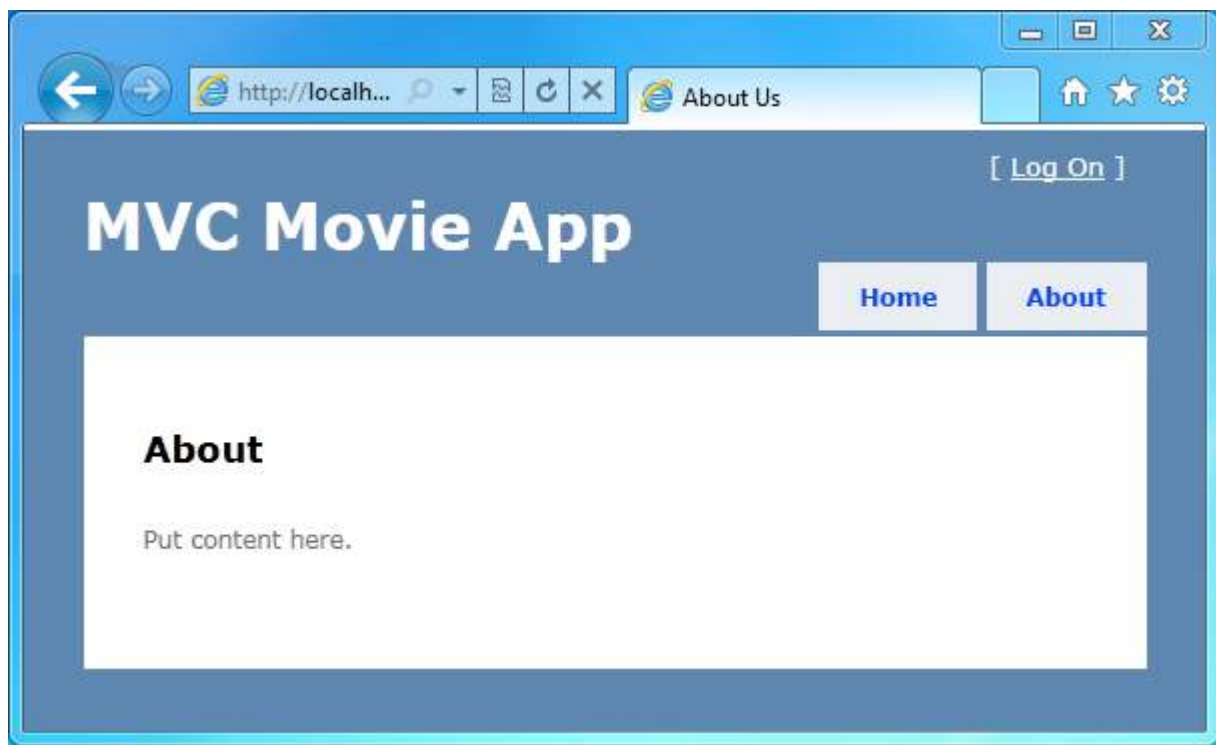 http://localh...
About Us
[ Log On ]
MVC Movie App
Home
About
About
Put content here.